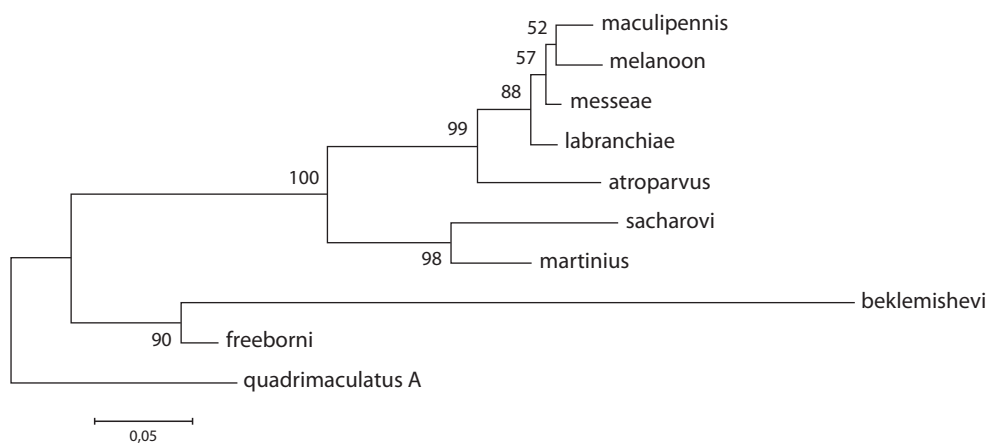 52
maculipennis
57
melanoon
88
messeae
99
labranchiae
100
atroparvus
sacharovi
98
martinius
beklemishevi
90
freeborni
quadrimaculatus A
0,05